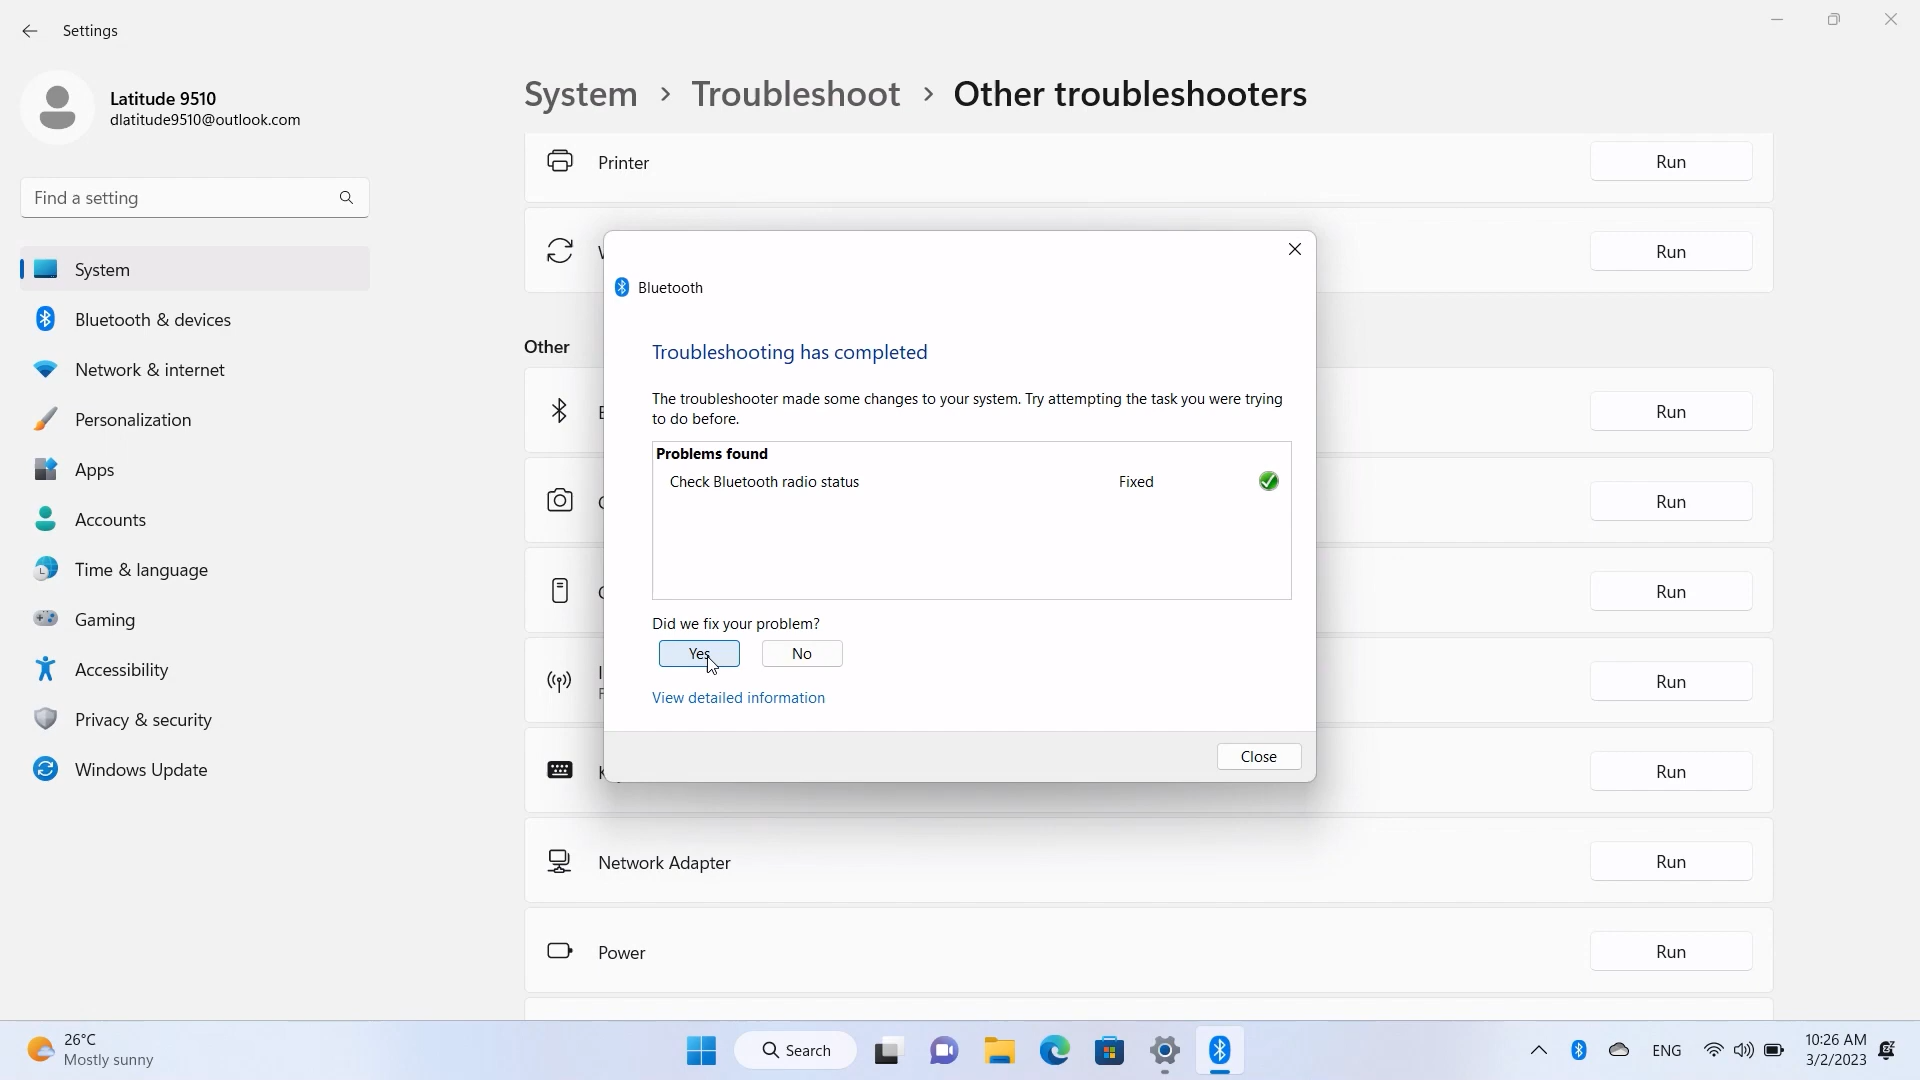 Settings
Latitude 9510
dlatitude9510@outlook.com
Find a setting
System
Bluetooth & devices
Network & internet
Personalization
Apps
Accounts
Time & language
Gaming
Accessibility
Privacy & security
Windows Update
System > Troubleshoot > Other troubleshooters
Printer
Run
Run
Other
Run
Run
Run
Run
Run
Network Adapter
Run
Power
Run
Bluetooth
Troubleshooting has completed
The troubleshooter made some changes to your system. Try attempting the task you were trying
to do before.
Problems found
Check Bluetooth radio status Fixed
Did we fix your problem?
Yes No
View detailed information
Close
26°C
Mostly sunny
Search
ENG
10:26 AM
3/2/2023